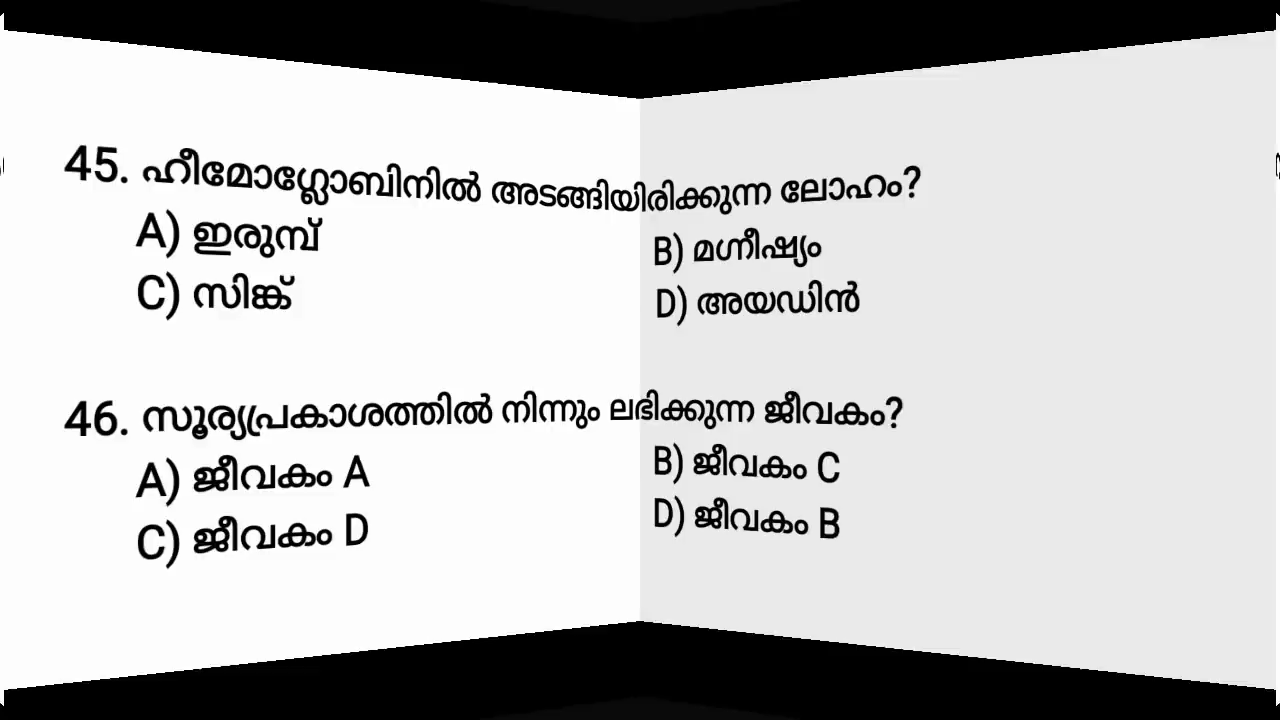 45. ഹീമോഗ്ലോബിനിൽ അടങ്ങിയിരിക്കുന്ന ലോഹം?
A) ഇരുമ്പ് B) മഗ്നീഷ്യം
C) സിങ്ക് D) അയഡിൻ
46. സൂര്യപ്രകാശത്തിൽ നിന്നും ലഭിക്കുന്ന ജീവകം?
A) ജീവകം A B) ജീവകം C
C) ജീവകം D D) ജീവകം B